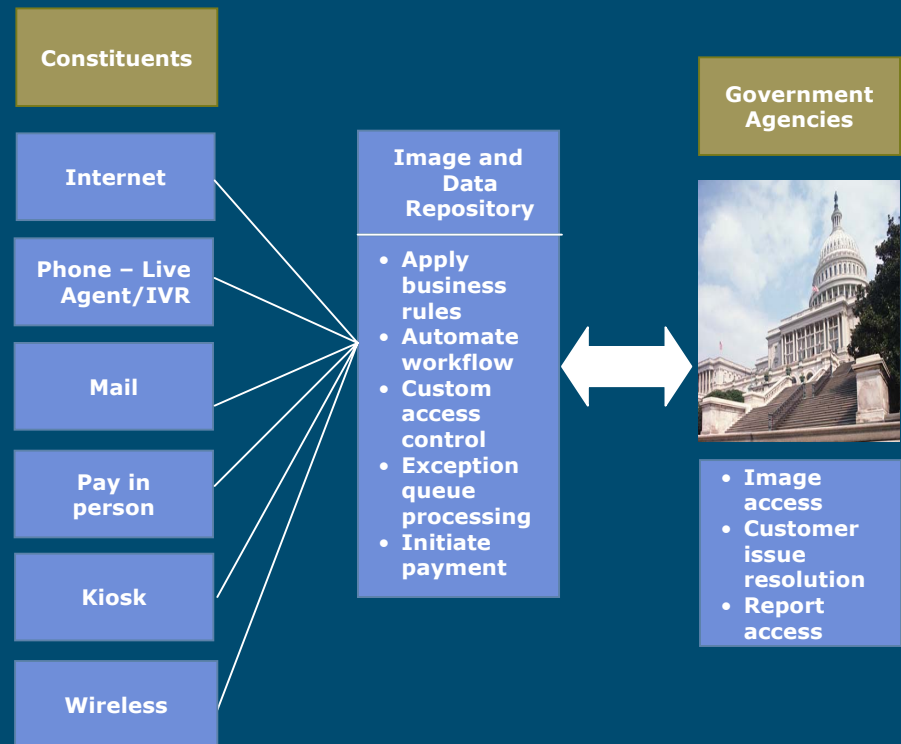 Constituents
Internet
Phone – Live
Agent/IVR
Mail
Pay in
person
Kiosk
Wireless
Image and
Data
Repository
• Apply
business
rules
• Automate
workflow
• Custom
access
control
• Exception
queue
processing
• Initiate
payment
Government
Agencies
• Image
access
• Customer
issue
resolution
• Report
access